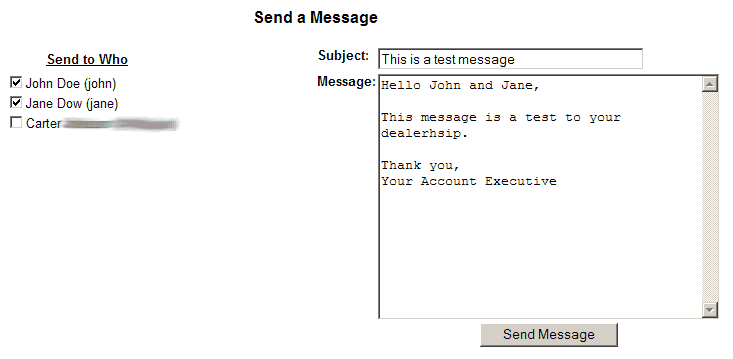 Send a Message
Send to Who
John Doe (john)
Jane Dow (jane)
Carter
Subject: This is a test message
Message:
Hello John and Jane,
This message is a test to your
dealerhsip.
Thank you,
Your Account Executive
Send Message